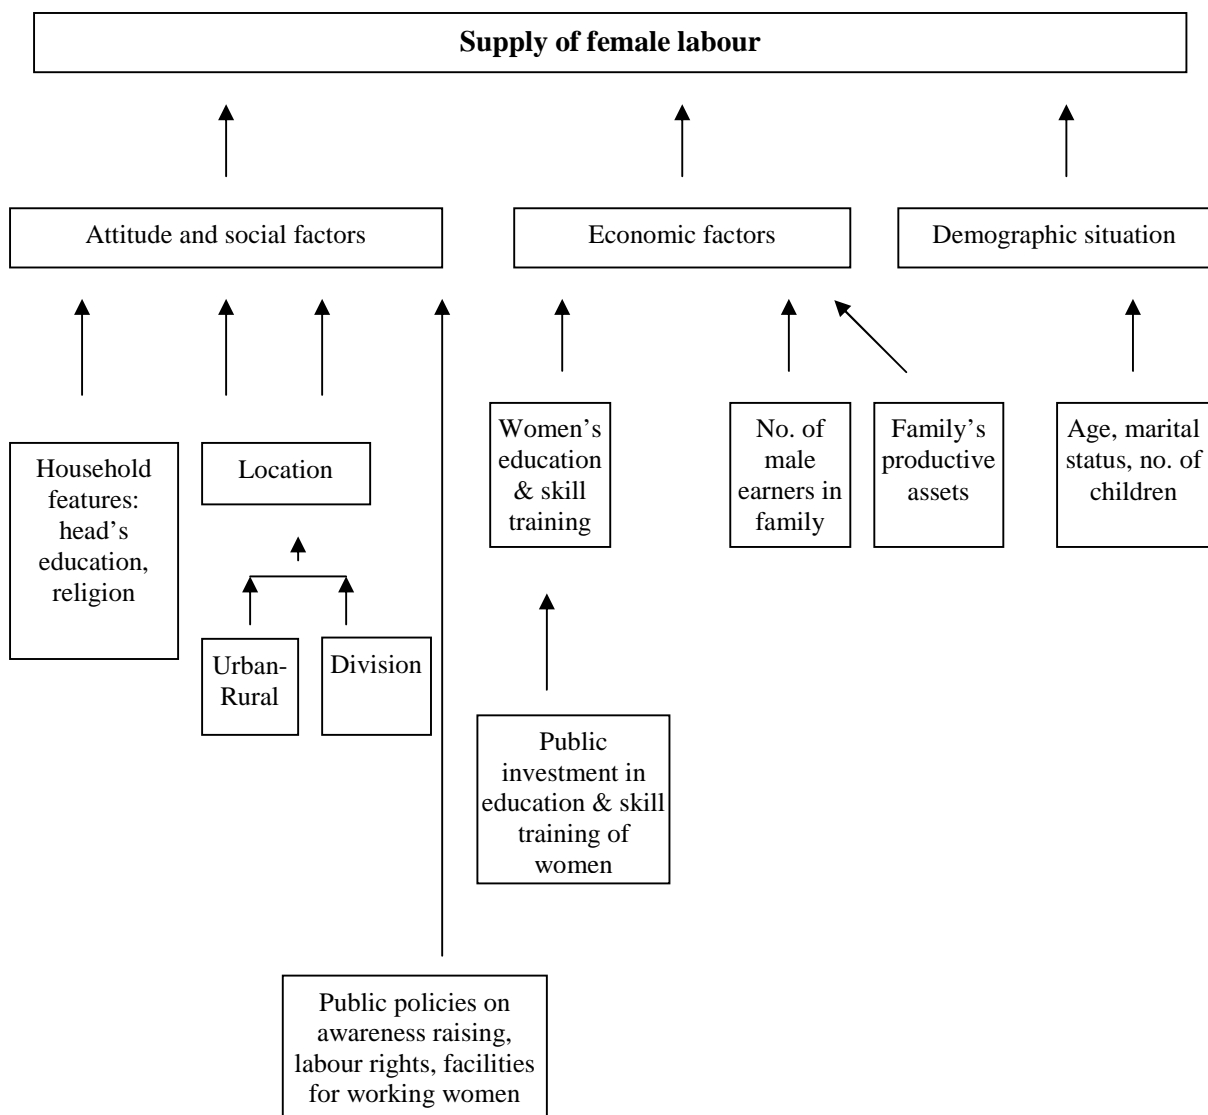 Supply of female labour
Attitude and social factors
Economic factors
Demographic situation
Household
features:
head’s
education,
religion
Location
Urban-
Rural
Division
Women’s
education
& skill
training
No. of
male
earners in
family
Family’s
productive
assets
Age, marital
status, no. of
children
Public
investment in
education & skill
training of
women
Public policies on
awareness raising,
labour rights, facilities
for working women